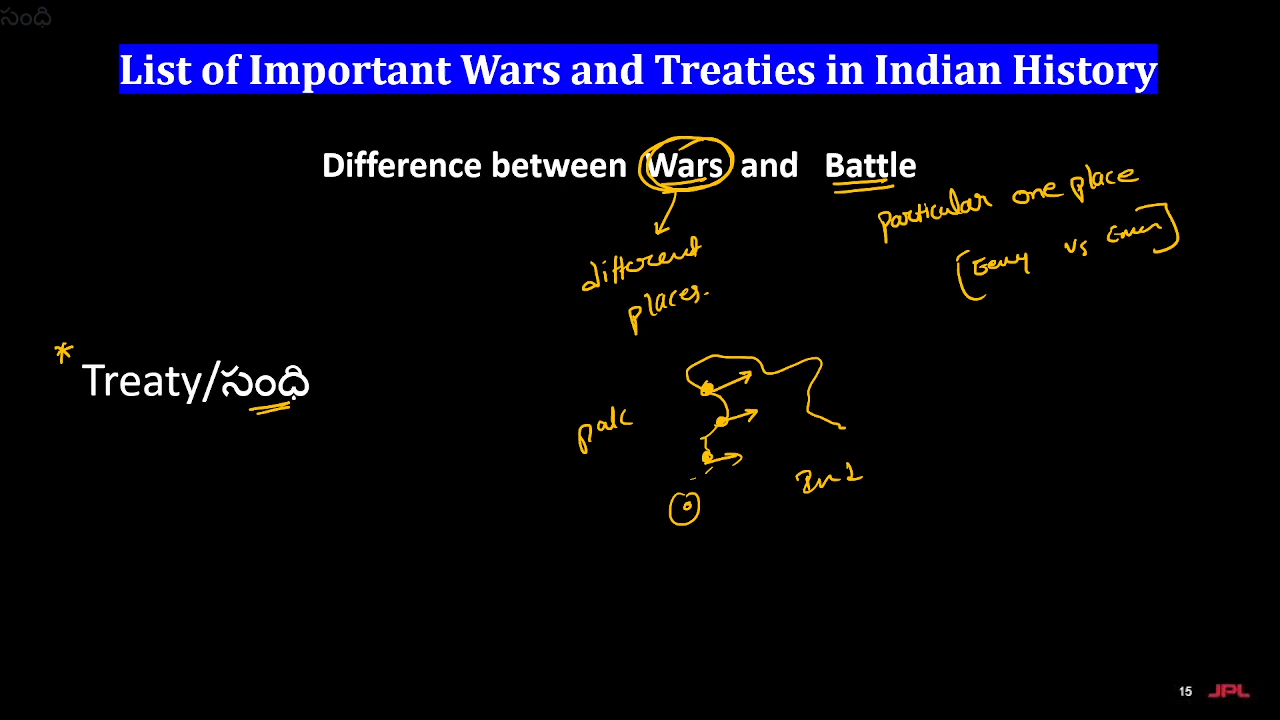 సంధి
List of Important Wars and Treaties in Indian History
Difference between Wars and Battle
particular one place
vs
different
places.
* Treaty/సంధి
15 JPL